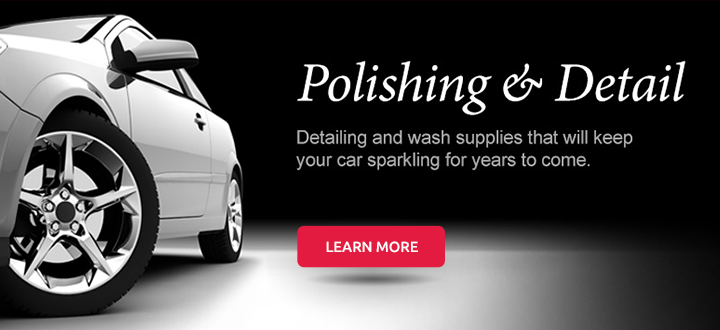 Polishing & Detail
Detailing and wash supplies that will keep
your car sparkling for years to come.
LEARN MORE